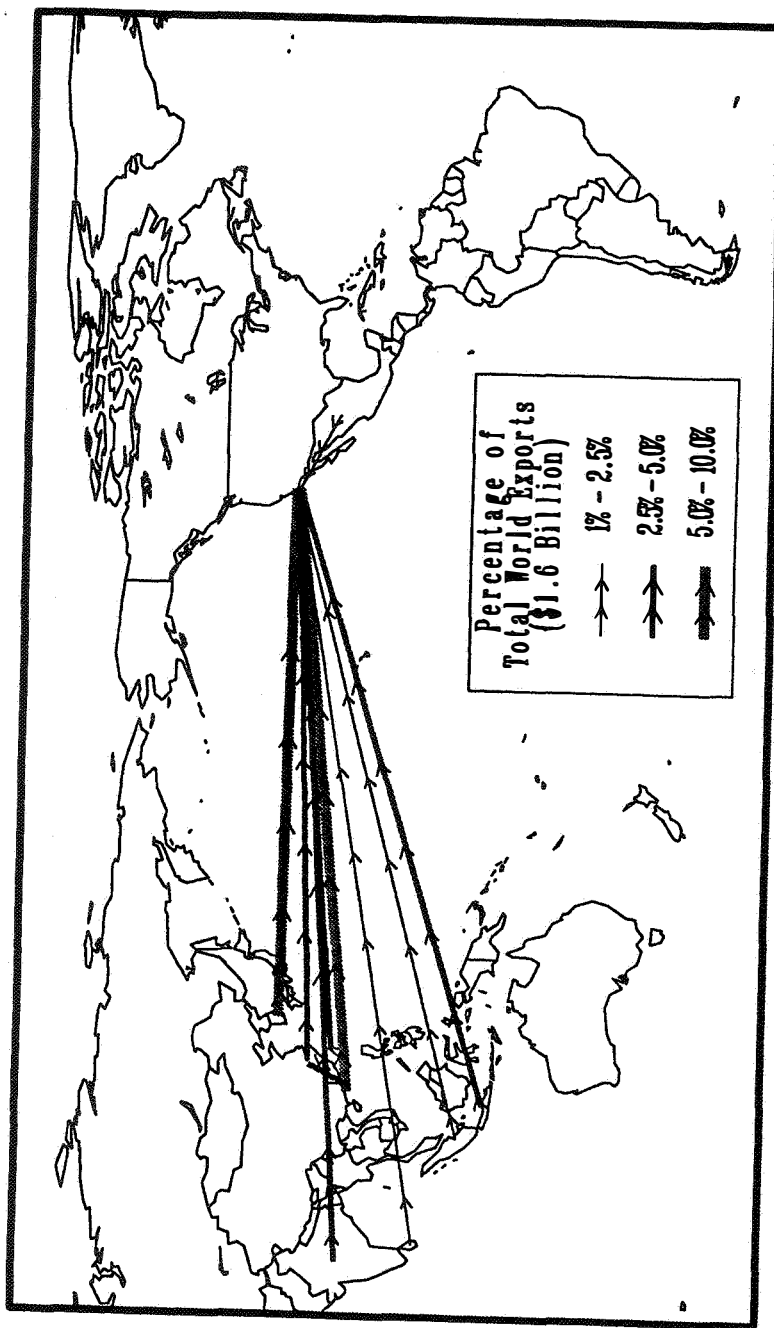 Percentage of
Total World Exports
($1.6 Billion)
1% - 2.5%
2.5% - 5.0%
5.0% - 10.0%